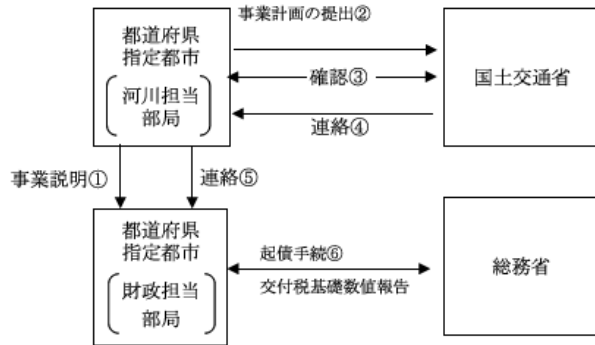 事業計画の提出②
都道府県
指定都市
河川担当
部局
確認③
国土交通省
連絡④
事業説明①
連絡⑤
都道府県
指定都市
財政担当
部局
起債手続⑥
交付税基礎数値報告
総務省